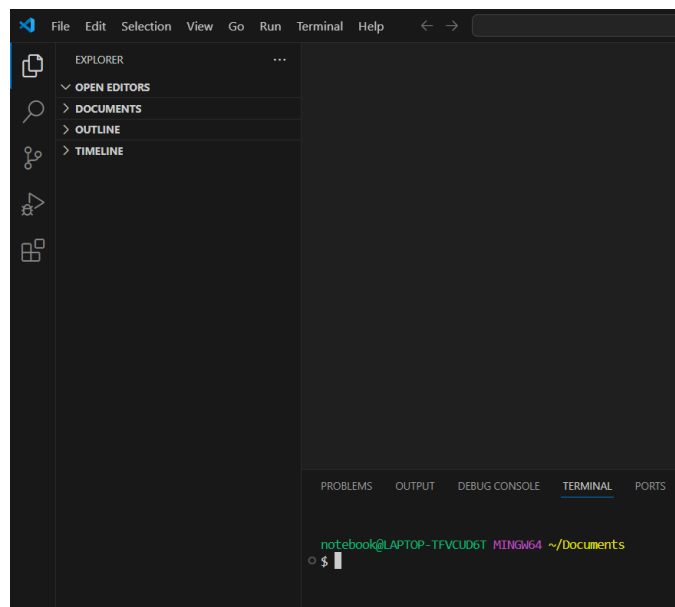 File Edit Selection View Go Run Terminal Help
EXPLORER
OPEN EDITORS
DOCUMENTS
OUTLINE
TIMELINE
PROBLEMS OUTPUT DEBUG CONSOLE TERMINAL PORTS
notebook@LAPTOP-TFVCUD6T MINGW64 ~/Documents
$